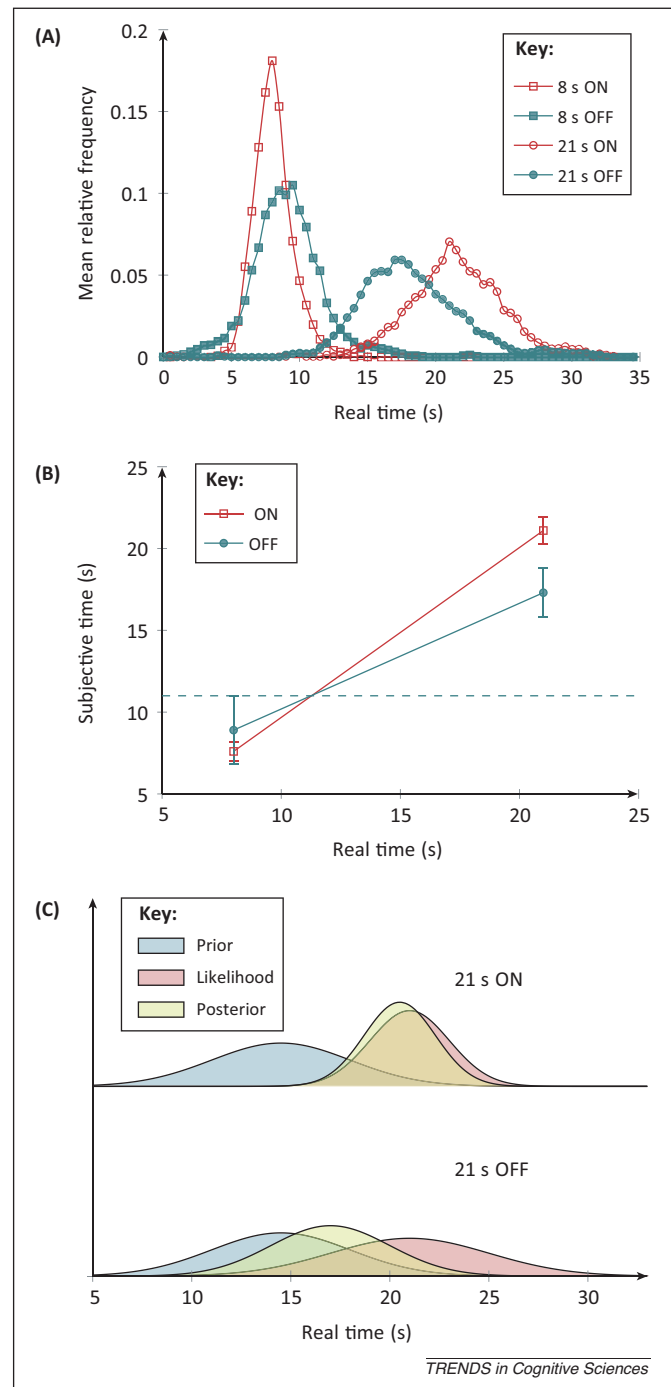 (A)
0.2
0.15
0.1
0.05
0
Mean relative frequency
Key:
8 s ON
8 s OFF
21 s ON
21 s OFF
0 5 10 15 20 25 30 35
Real time (s)
(B)
25
20
15
10
5
Subjective time (s)
Key:
ON
OFF
5 10 15 20 25
Real time (s)
(C)
Key:
Prior
Likelihood
Posterior
21 s ON
21 s OFF
5 10 15 20 25 30
Real time (s)
TRENDS in Cognitive Sciences